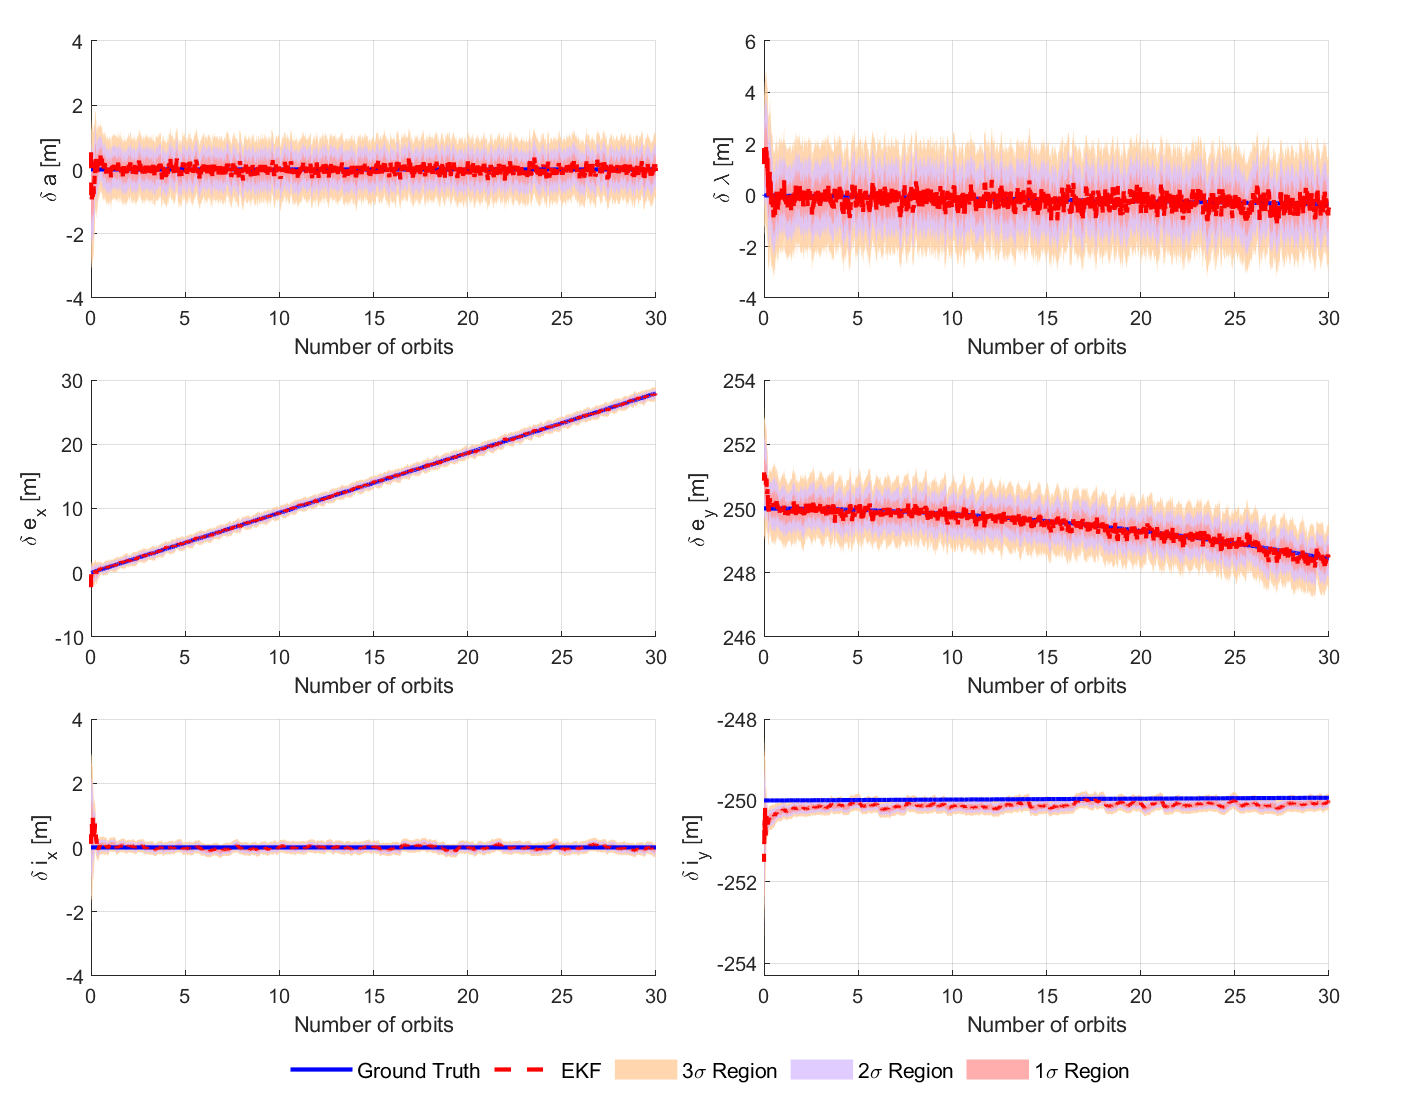 4
2
0
-2
-4
δ a [m]
0 5 10 15 20 25 30
Number of orbits
6
4
2
0
-2
-4
δ λ [m]
0 5 10 15 20 25 30
Number of orbits
30
20
10
0
-10
δ e_x [m]
0 5 10 15 20 25 30
Number of orbits
254
252
250
248
246
δ e_y [m]
0 5 10 15 20 25 30
Number of orbits
4
2
0
-2
-4
δ i_x [m]
0 5 10 15 20 25 30
Number of orbits
-248
-250
-252
-254
δ i_y [m]
0 5 10 15 20 25 30
Number of orbits
Ground Truth EKF 3σ Region 2σ Region 1σ Region